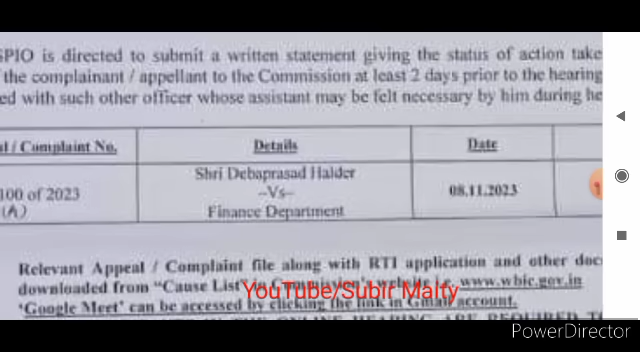 SPIO is directed to submit a written statement giving the status of action take
the complainant / appellant to the Commission at least 2 days prior to the hearing
ed with such other officer whose assistant may be felt necessary by him during he
al / Complaint No. Details Date
100 of 2023
(A)
Shri Debaprasad Halder
-Vs-
Finance Department
08.11.2023
1
Relevant Appeal / Complaint file along with RTI application and other doc
downloaded from "Cause List website i.e. www.wbic.gov.in
YouTube/Subir Maity
'Google Meet' can be accessed by clicking the link in Gmail account.
PowerDirector